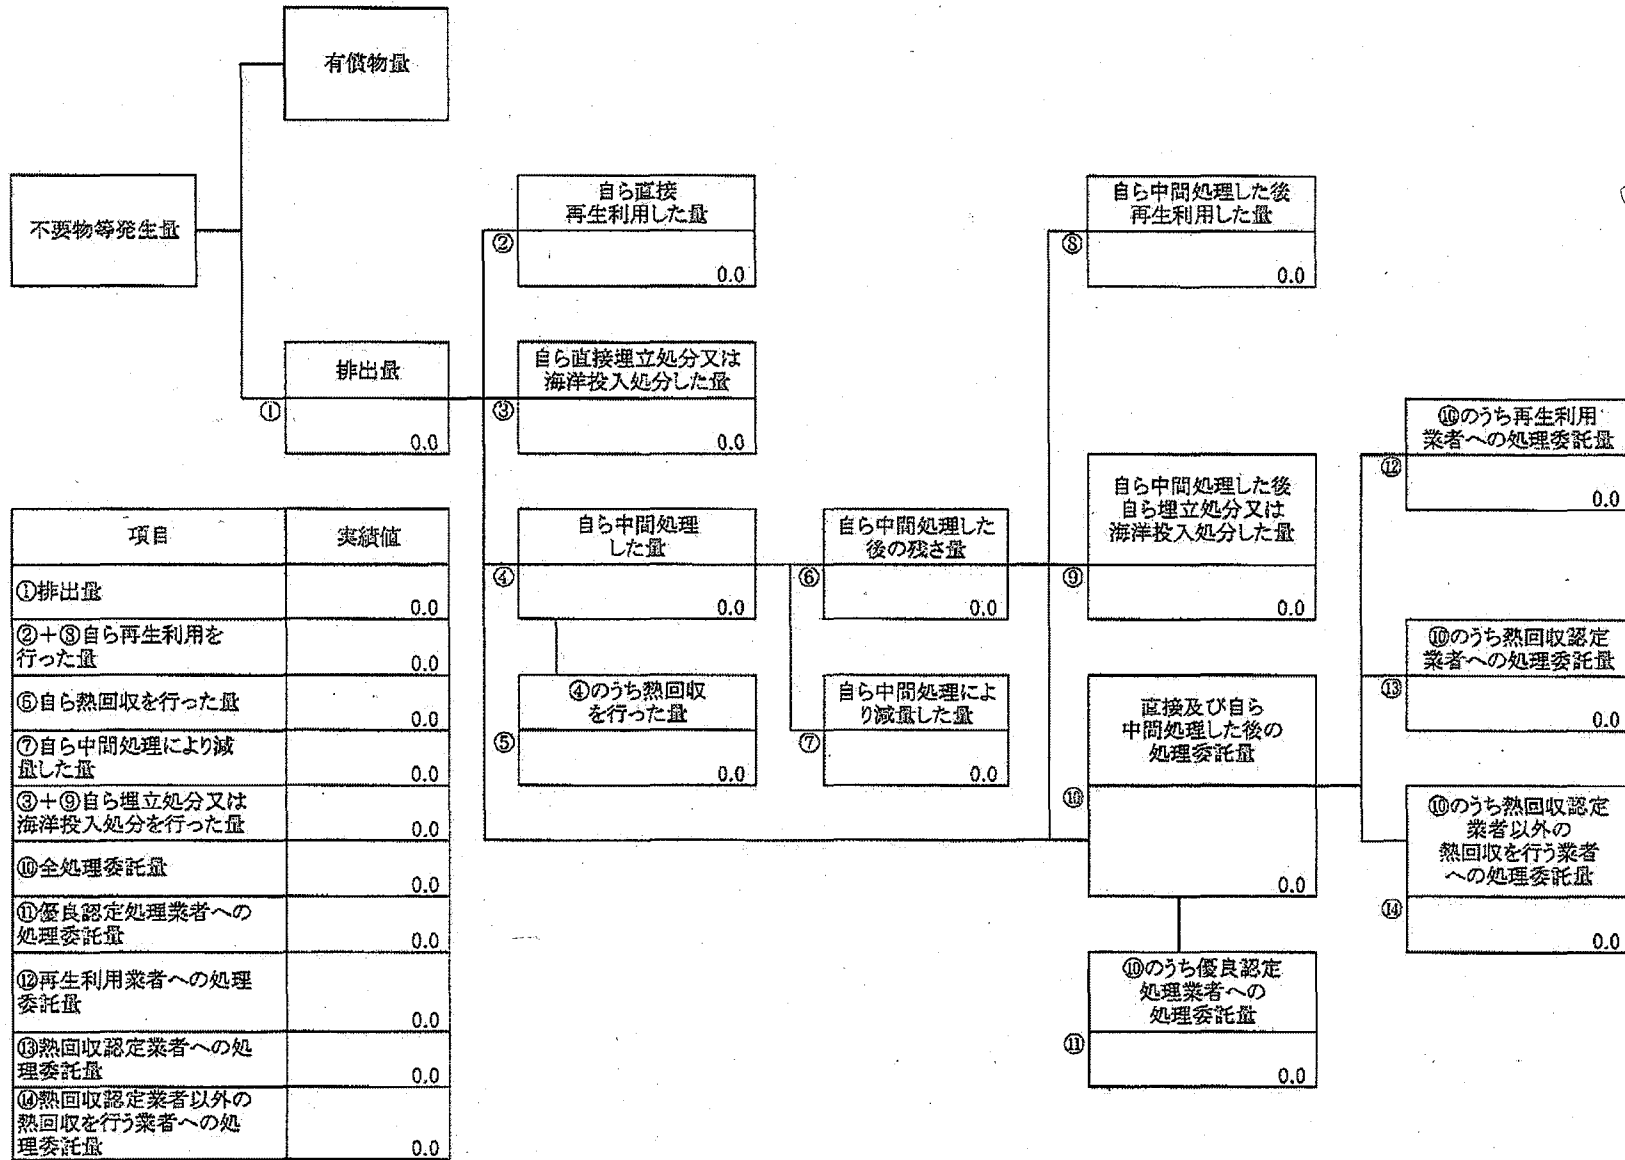 有償物量
不要物等発生量
自ら直接
再生利用した量
②
0.0
自ら中間処理した後
再生利用した量
⑧
0.0
排出量
①
0.0
自ら直接埋立処分又は
海洋投入処分した量
③
0.0
⑩のうち再生利用
業者への処理委託量
⑫
0.0
自ら中間処理
した量
④
0.0
自ら中間処理した
後の残さ量
⑥
0.0
自ら中間処理した後
自ら埋立処分又は
海洋投入処分した量
⑨
0.0
⑩のうち熱回収認定
業者への処理委託量
⑬
0.0
④のうち熱回収
を行った量
⑤
0.0
自ら中間処理によ
り減量した量
⑦
0.0
直接及び自ら
中間処理した後の
処理委託量
⑩
0.0
⑩のうち熱回収認定
業者以外の
熱回収を行う業者
への処理委託量
⑭
0.0
⑩のうち優良認定
処理業者への
処理委託量
⑪
0.0
項目 実績値
①排出量
0.0
②+⑧自ら再生利用を
行った量
0.0
⑤自ら熱回収を行った量
0.0
⑦自ら中間処理により減
量した量
0.0
③+⑨自ら埋立処分又は
海洋投入処分を行った量
0.0
⑩全処理委託量
0.0
⑪優良認定処理業者への
処理委託量
0.0
⑫再生利用業者への処理
委託量
0.0
⑬熱回収認定業者への処
理委託量
0.0
⑭熱回収認定業者以外の
熱回収を行う業者への処
理委託量
0.0